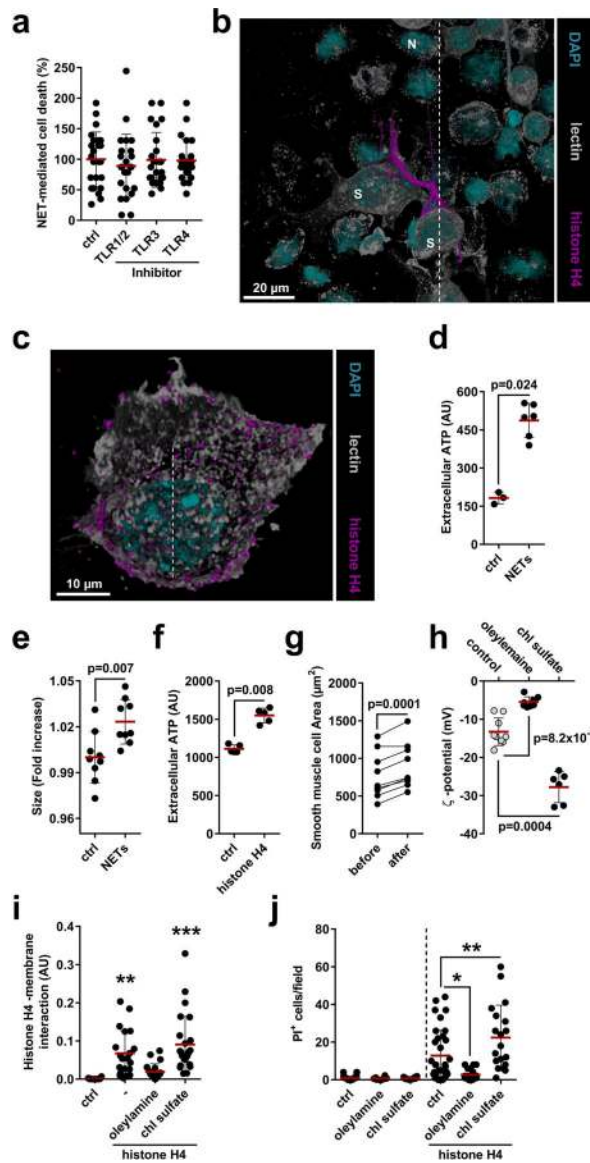 a
NET-mediated cell death (%)
250
200
150
100
50
0
ctrl
TLR1/2
TLR3
TLR4
Inhibitor
b
N
S
S
20 µm
DAPI
lectin
histone H4
c
10 µm
DAPI
lectin
histone H4
d
Extracellular ATP (AU)
600
450
300
150
0
p=0.024
ctrl
NETs
e
Size (Fold increase)
1.05
1.02
0.99
0.96
p=0.007
ctrl
NETs
f
Extracellular ATP (AU)
2000
1500
1000
500
0
p=0.008
ctrl
histone H4
g
Smooth muscle cell Area (µm²)
2000
1500
1000
500
0
p=0.0001
before
after
h
control
oleylemaine
chl sulfate
ζ -potential (mV)
0
-10
-20
-30
-40
p=8.2x10⁻
p=0.0004
i
Histone H4 -membrane
interaction (AU)
0.4
0.3
0.2
0.1
0.0
**
***
ctrl
-
oleylamine
chl sulfate
histone H4
j
PI⁺ cells/field
80
60
40
20
0
**
*
ctrl
oleylamine
chl sulfate
ctrl
oleylamine
chl sulfate
histone H4